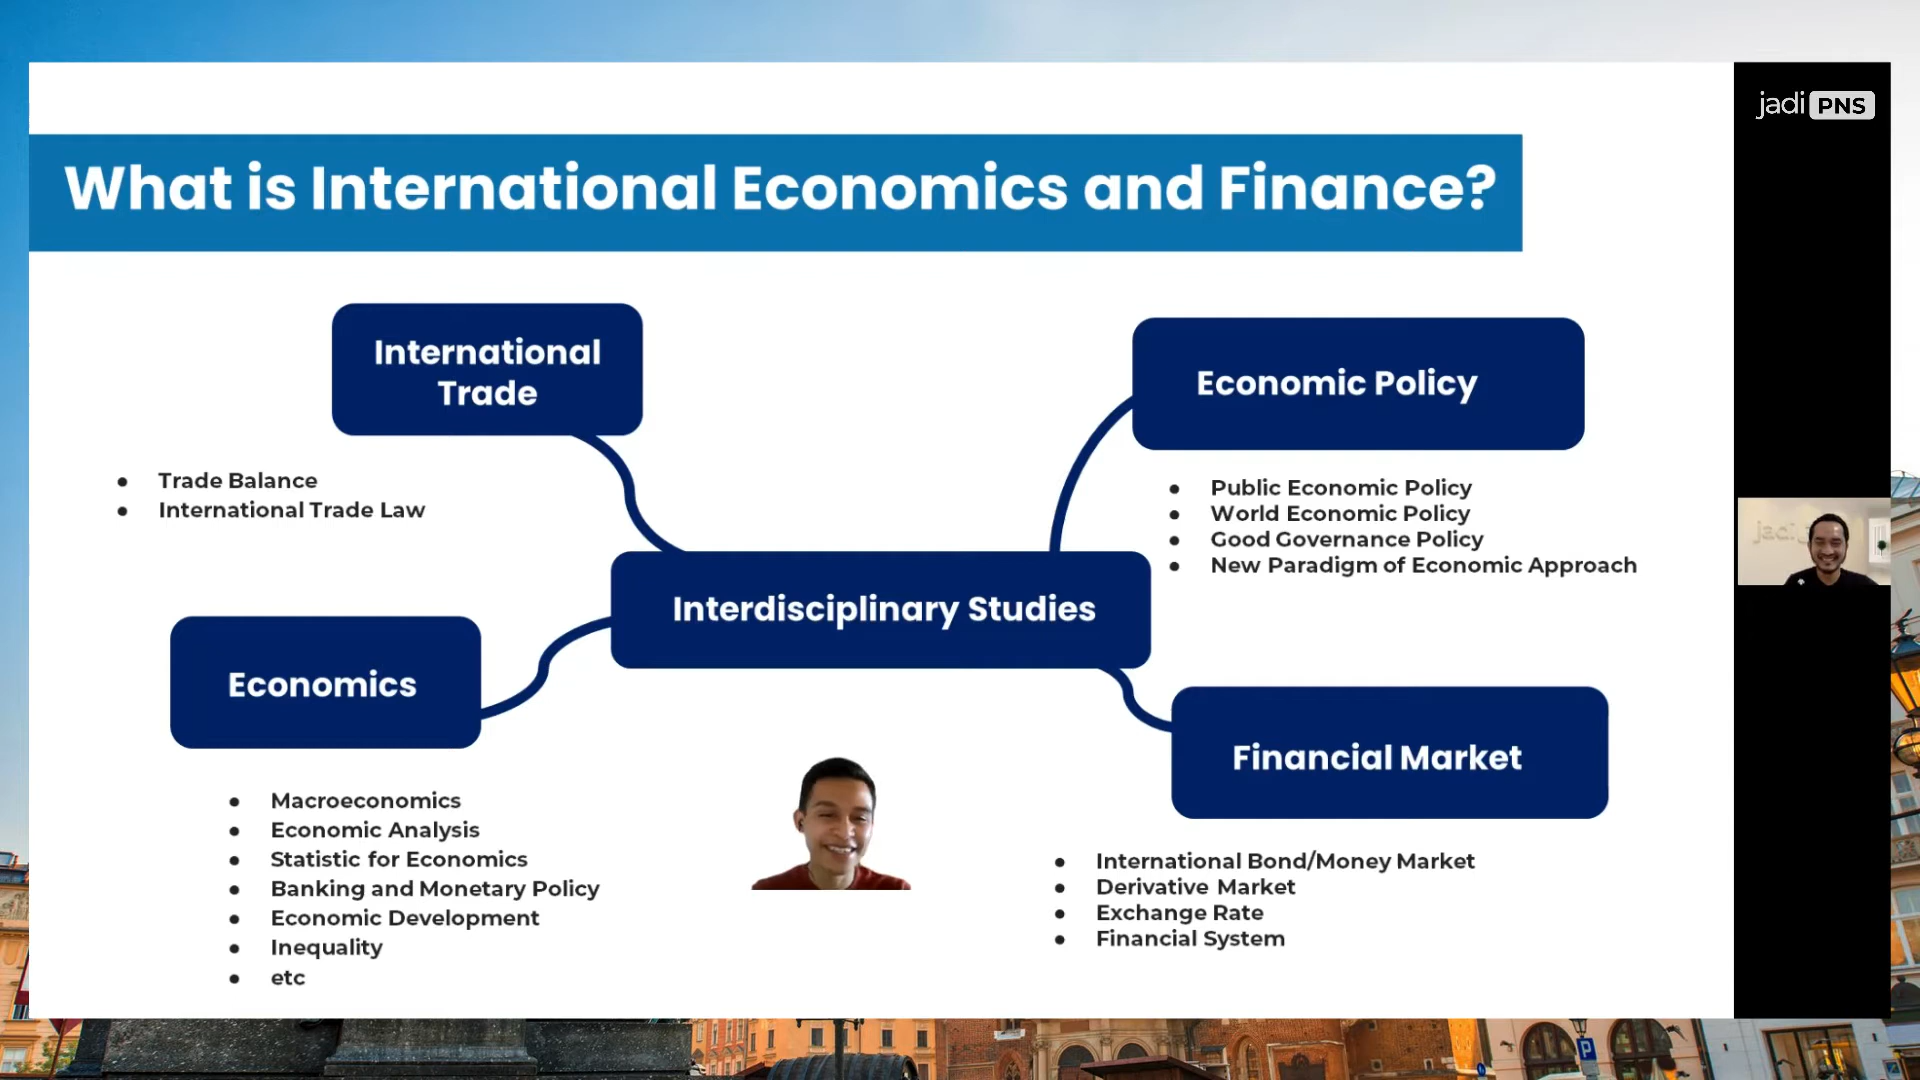 jadi PNS
What is International Economics and Finance?
International
Trade
Trade Balance
International Trade Law
Economic Policy
Public Economic Policy
World Economic Policy
Good Governance Policy
New Paradigm of Economic Approach
Interdisciplinary Studies
Economics
Macroeconomics
Economic Analysis
Statistic for Economics
Banking and Monetary Policy
Economic Development
Inequality
etc
Financial Market
International Bond/Money Market
Derivative Market
Exchange Rate
Financial System
P